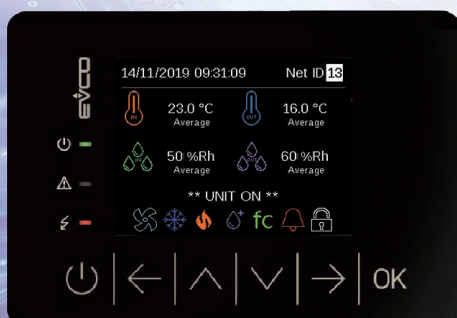 EVCO
14/11/2019 09:31:09 Net ID 13
IN 23.0 °C OUT 16.0 °C
Average Average
50 %Rh 60 %Rh
Average Average
** UNIT ON **
fc
OK